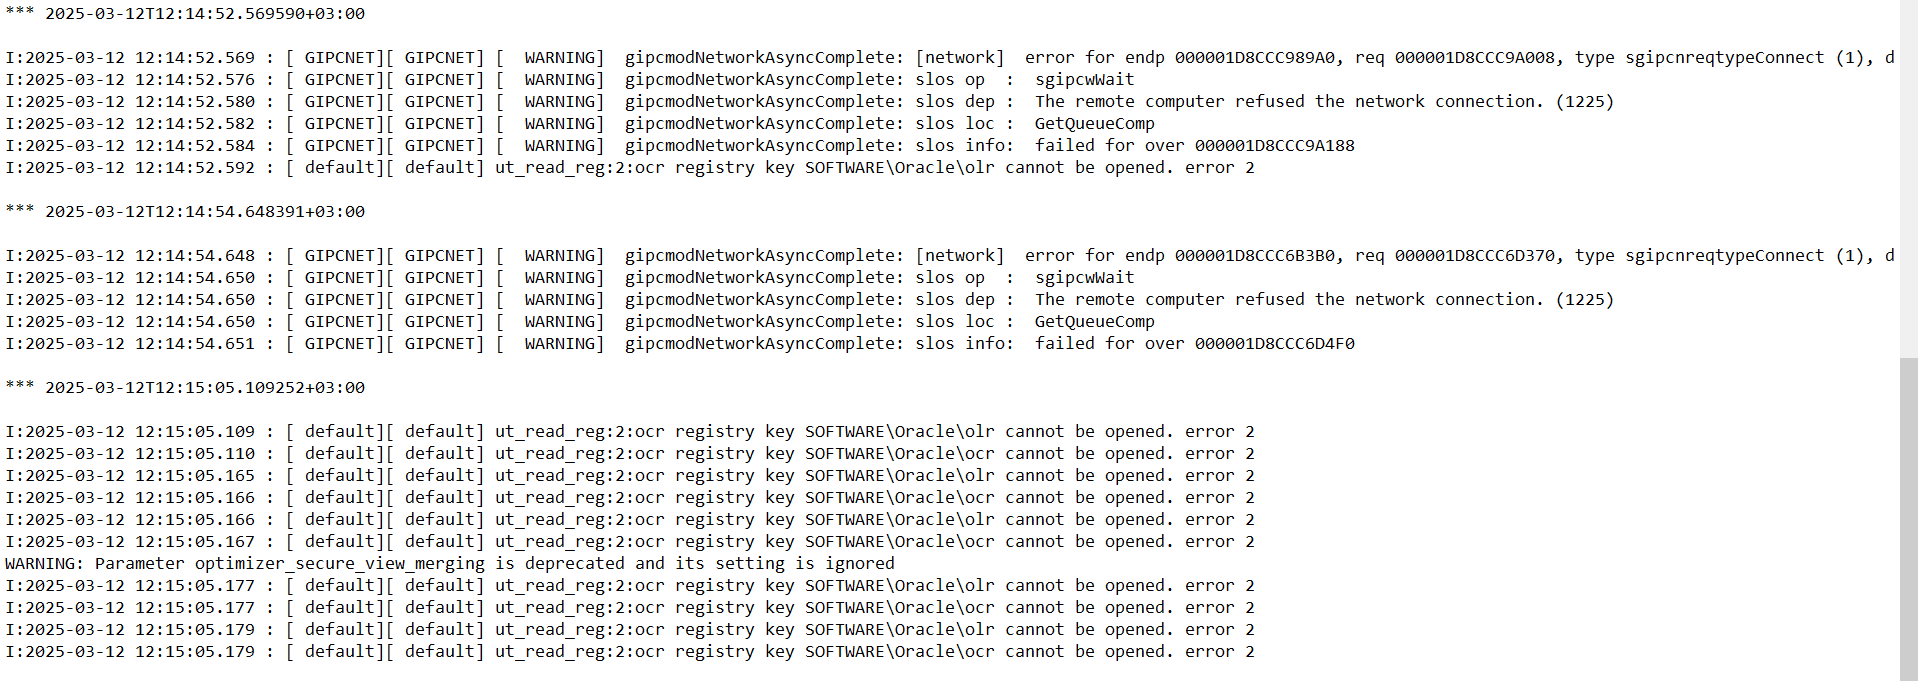 *** 2025-03-12T12:14:52.569590+03:00
I:2025-03-12 12:14:52.569 : [ GIPCNET][ GIPCNET] [  WARNING]  gipcmodNetworkAsyncComplete: [network]  error for endp 000001D8CCC989A0, req 000001D8CCC9A008, type sgipcnreqtypeConnect (1), d
I:2025-03-12 12:14:52.576 : [ GIPCNET][ GIPCNET] [  WARNING]  gipcmodNetworkAsyncComplete: slos op  :  sgipcwWait
I:2025-03-12 12:14:52.580 : [ GIPCNET][ GIPCNET] [  WARNING]  gipcmodNetworkAsyncComplete: slos dep :  The remote computer refused the network connection. (1225)
I:2025-03-12 12:14:52.582 : [ GIPCNET][ GIPCNET] [  WARNING]  gipcmodNetworkAsyncComplete: slos loc :  GetQueueComp
I:2025-03-12 12:14:52.584 : [ GIPCNET][ GIPCNET] [  WARNING]  gipcmodNetworkAsyncComplete: slos info:  failed for over 000001D8CCC9A188
I:2025-03-12 12:14:52.592 : [ default][ default] ut_read_reg:2:ocr registry key SOFTWARE\Oracle\olr cannot be opened. error 2
*** 2025-03-12T12:14:54.648391+03:00
I:2025-03-12 12:14:54.648 : [ GIPCNET][ GIPCNET] [  WARNING]  gipcmodNetworkAsyncComplete: [network]  error for endp 000001D8CCC6B3B0, req 000001D8CCC6D370, type sgipcnreqtypeConnect (1), d
I:2025-03-12 12:14:54.650 : [ GIPCNET][ GIPCNET] [  WARNING]  gipcmodNetworkAsyncComplete: slos op  :  sgipcwWait
I:2025-03-12 12:14:54.650 : [ GIPCNET][ GIPCNET] [  WARNING]  gipcmodNetworkAsyncComplete: slos dep :  The remote computer refused the network connection. (1225)
I:2025-03-12 12:14:54.650 : [ GIPCNET][ GIPCNET] [  WARNING]  gipcmodNetworkAsyncComplete: slos loc :  GetQueueComp
I:2025-03-12 12:14:54.651 : [ GIPCNET][ GIPCNET] [  WARNING]  gipcmodNetworkAsyncComplete: slos info:  failed for over 000001D8CCC6D4F0
*** 2025-03-12T12:15:05.109252+03:00
I:2025-03-12 12:15:05.109 : [ default][ default] ut_read_reg:2:ocr registry key SOFTWARE\Oracle\olr cannot be opened. error 2
I:2025-03-12 12:15:05.110 : [ default][ default] ut_read_reg:2:ocr registry key SOFTWARE\Oracle\ocr cannot be opened. error 2
I:2025-03-12 12:15:05.165 : [ default][ default] ut_read_reg:2:ocr registry key SOFTWARE\Oracle\olr cannot be opened. error 2
I:2025-03-12 12:15:05.166 : [ default][ default] ut_read_reg:2:ocr registry key SOFTWARE\Oracle\ocr cannot be opened. error 2
I:2025-03-12 12:15:05.166 : [ default][ default] ut_read_reg:2:ocr registry key SOFTWARE\Oracle\olr cannot be opened. error 2
I:2025-03-12 12:15:05.167 : [ default][ default] ut_read_reg:2:ocr registry key SOFTWARE\Oracle\ocr cannot be opened. error 2
WARNING: Parameter optimizer_secure_view_merging is deprecated and its setting is ignored
I:2025-03-12 12:15:05.177 : [ default][ default] ut_read_reg:2:ocr registry key SOFTWARE\Oracle\olr cannot be opened. error 2
I:2025-03-12 12:15:05.177 : [ default][ default] ut_read_reg:2:ocr registry key SOFTWARE\Oracle\ocr cannot be opened. error 2
I:2025-03-12 12:15:05.179 : [ default][ default] ut_read_reg:2:ocr registry key SOFTWARE\Oracle\olr cannot be opened. error 2
I:2025-03-12 12:15:05.179 : [ default][ default] ut_read_reg:2:ocr registry key SOFTWARE\Oracle\ocr cannot be opened. error 2